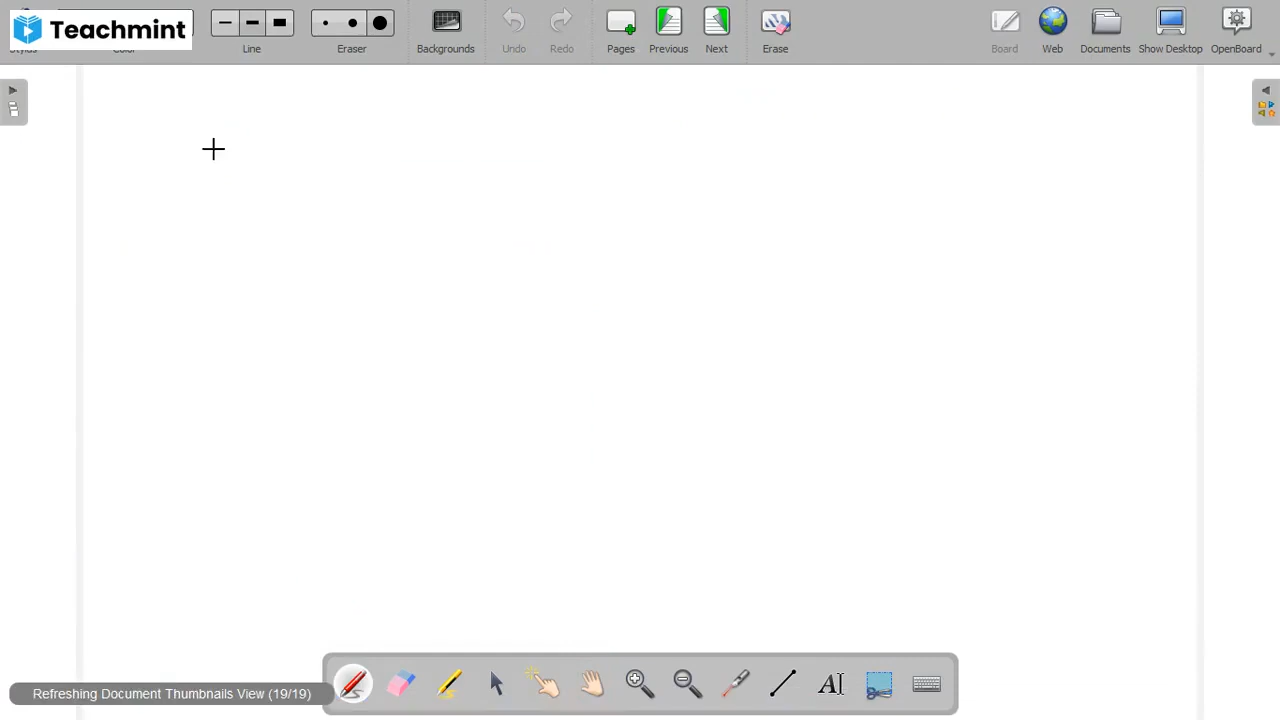 Teachmint
Line
Eraser
Backgrounds
Undo
Redo
Pages
Previous
Next
Erase
Board
Web
Documents
Show Desktop
OpenBoard
AI
Refreshing Document Thumbnails View (19/19)